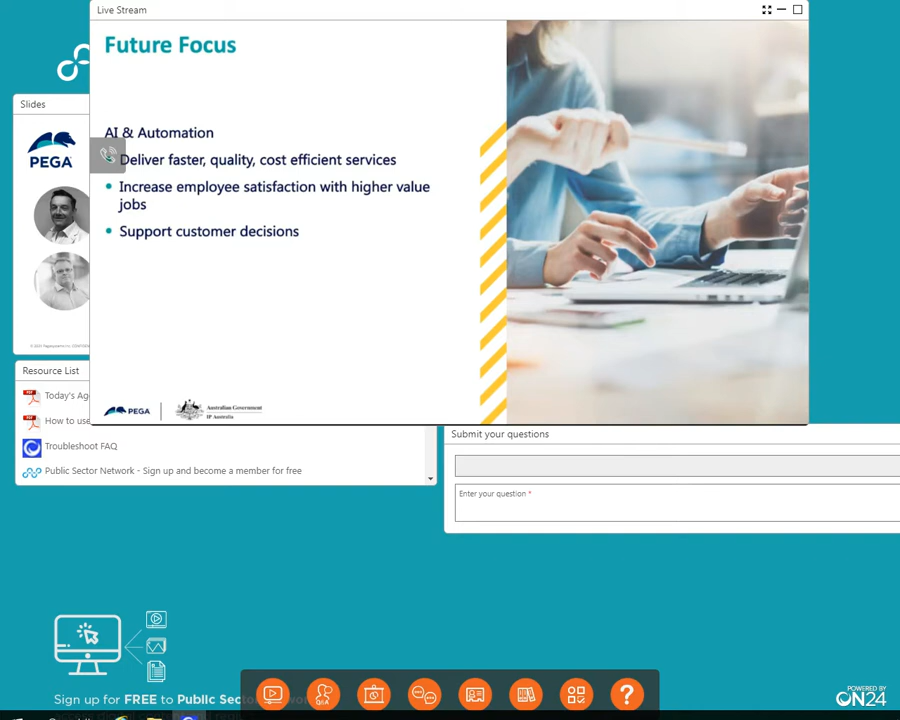 Live Stream
Future Focus
AI & Automation
Deliver faster, quality, cost efficient services
Increase employee satisfaction with higher value
jobs
Support customer decisions
PEGA
Australian Government
IP Australia
Slides
PEGA
Resource List
Today's Ag
How to use
Troubleshoot FAQ
Public Sector Network - Sign up and become a member for free
Submit your questions
Enter your question *
Sign up for FREE to Public Sec
Q&A
?
POWERED BY
ON24